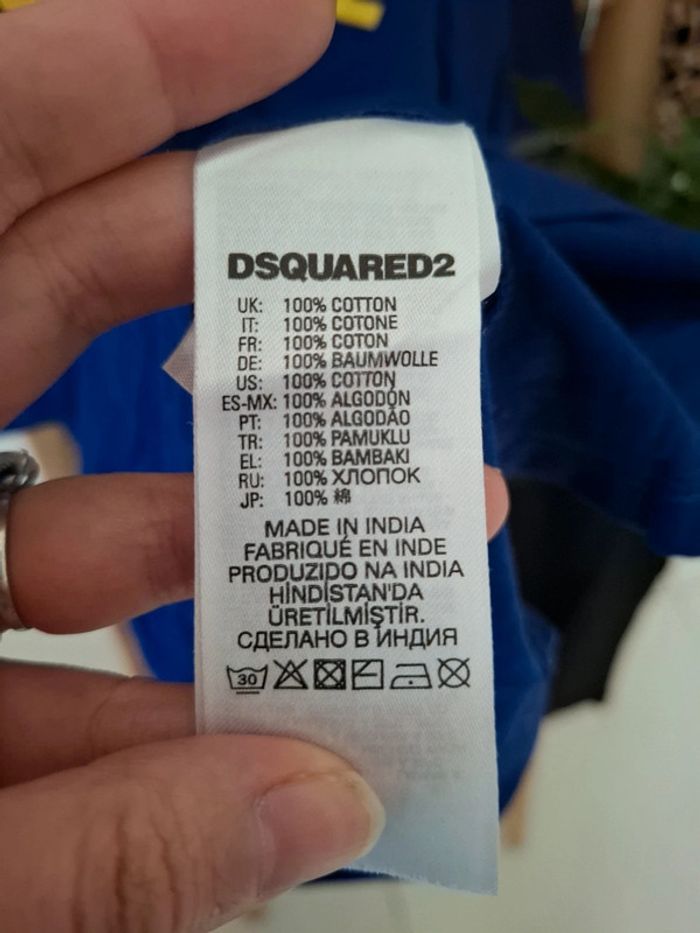 DSQUARED2
UK: 100% COTTON
IT: 100% COTONE
FR: 100% COTON
DE: 100% BAUMWOLLE
US: 100% COTTON
ES-MX: 100% ALGODÓN
PT: 100% ALGODÃO
TR: 100% PAMUKLU
EL: 100% BAMBAKI
RU: 100% ХЛОПОК
JP: 100% 綿
MADE IN INDIA
FABRIQUÉ EN INDE
PRODUZIDO NA INDIA
HİNDİSTAN'DA
ÜRETİLMİŞTİR.
СДЕЛАНО В ИНДИЯ
30